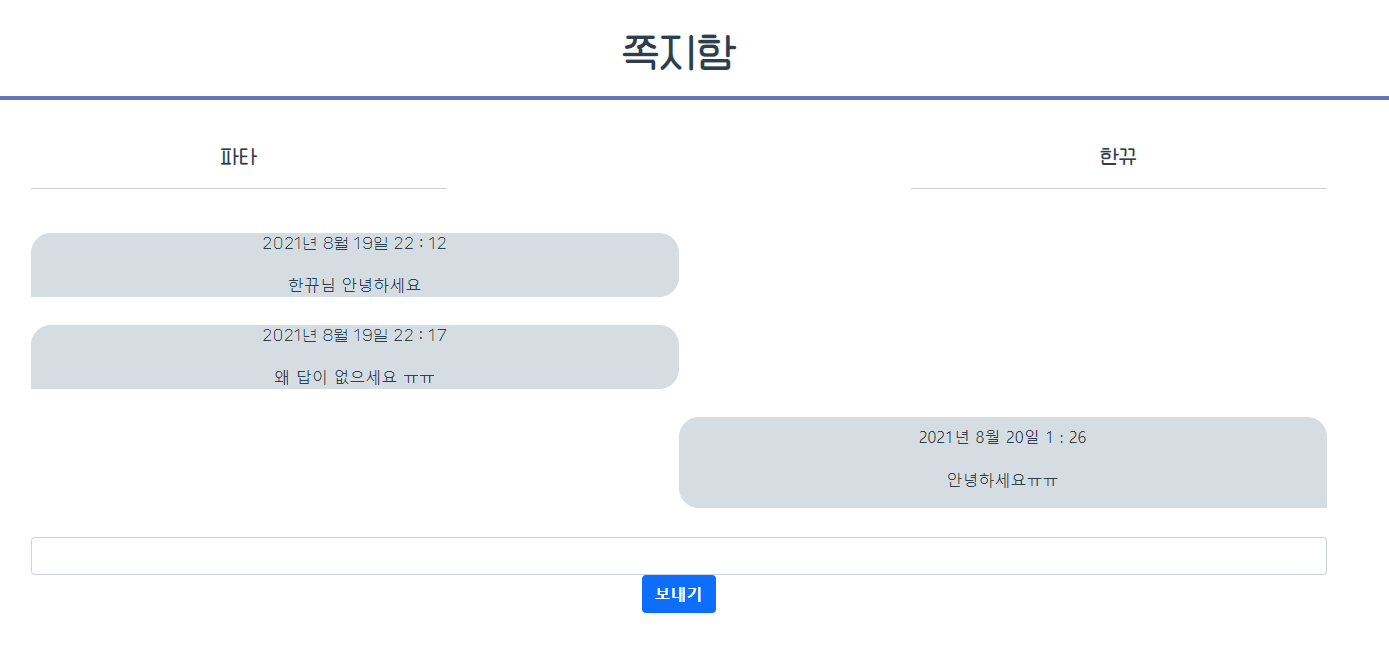 쪽지함
파타
한뀨
2021년 8월 19일 22 : 12
한뀨님 안녕하세요
2021년 8월 19일 22 : 17
왜 답이 없으세요 ㅠㅠ
2021년 8월 20일 1 : 26
안녕하세요ㅠㅠ
보내기